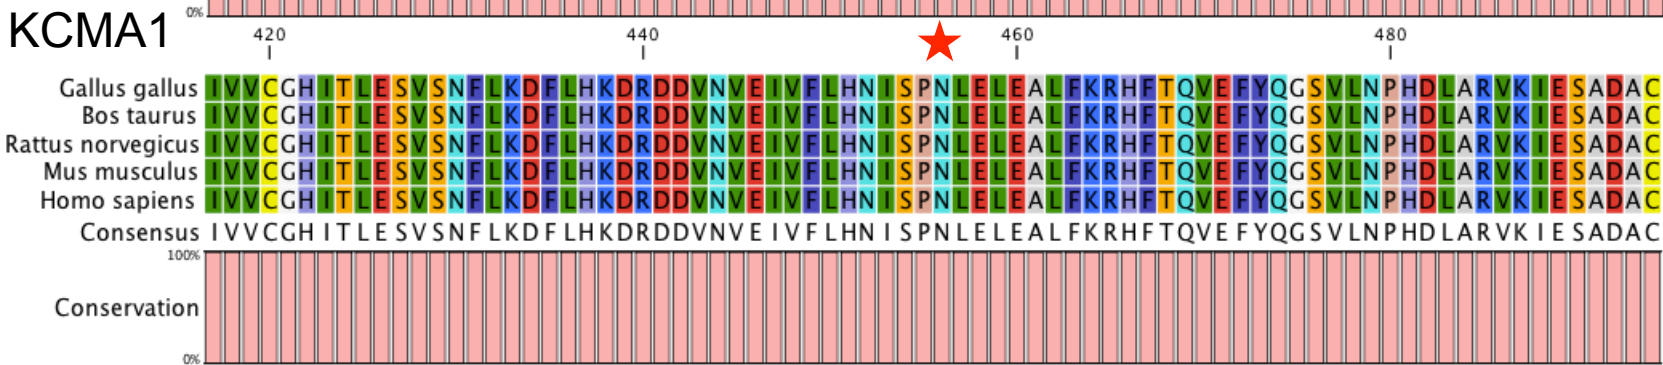 0%
KCMA1
420 440 460 480
Gallus gallus IVVCGHITLESVSNFLKDFLHKDRDDVNVEIVFLHNISPNLELEALFKRHFTQVEFYQGSVLNPHDLARVKIESADAC
Bos taurus IVVCGHITLESVSNFLKDFLHKDRDDVNVEIVFLHNISPNLELEALFKRHFTQVEFYQGSVLNPHDLARVKIESADAC
Rattus norvegicus IVVCGHITLESVSNFLKDFLHKDRDDVNVEIVFLHNISPNLELEALFKRHFTQVEFYQGSVLNPHDLARVKIESADAC
Mus musculus IVVCGHITLESVSNFLKDFLHKDRDDVNVEIVFLHNISPNLELEALFKRHFTQVEFYQGSVLNPHDLARVKIESADAC
Homo sapiens IVVCGHITLESVSNFLKDFLHKDRDDVNVEIVFLHNISPNLELEALFKRHFTQVEFYQGSVLNPHDLARVKIESADAC
Consensus IVVCGHITLESVSNFLKDFLHKDRDDVNVEIVFLHNISPNLELEALFKRHFTQVEFYQGSVLNPHDLARVKIESADAC
100%
Conservation
0%